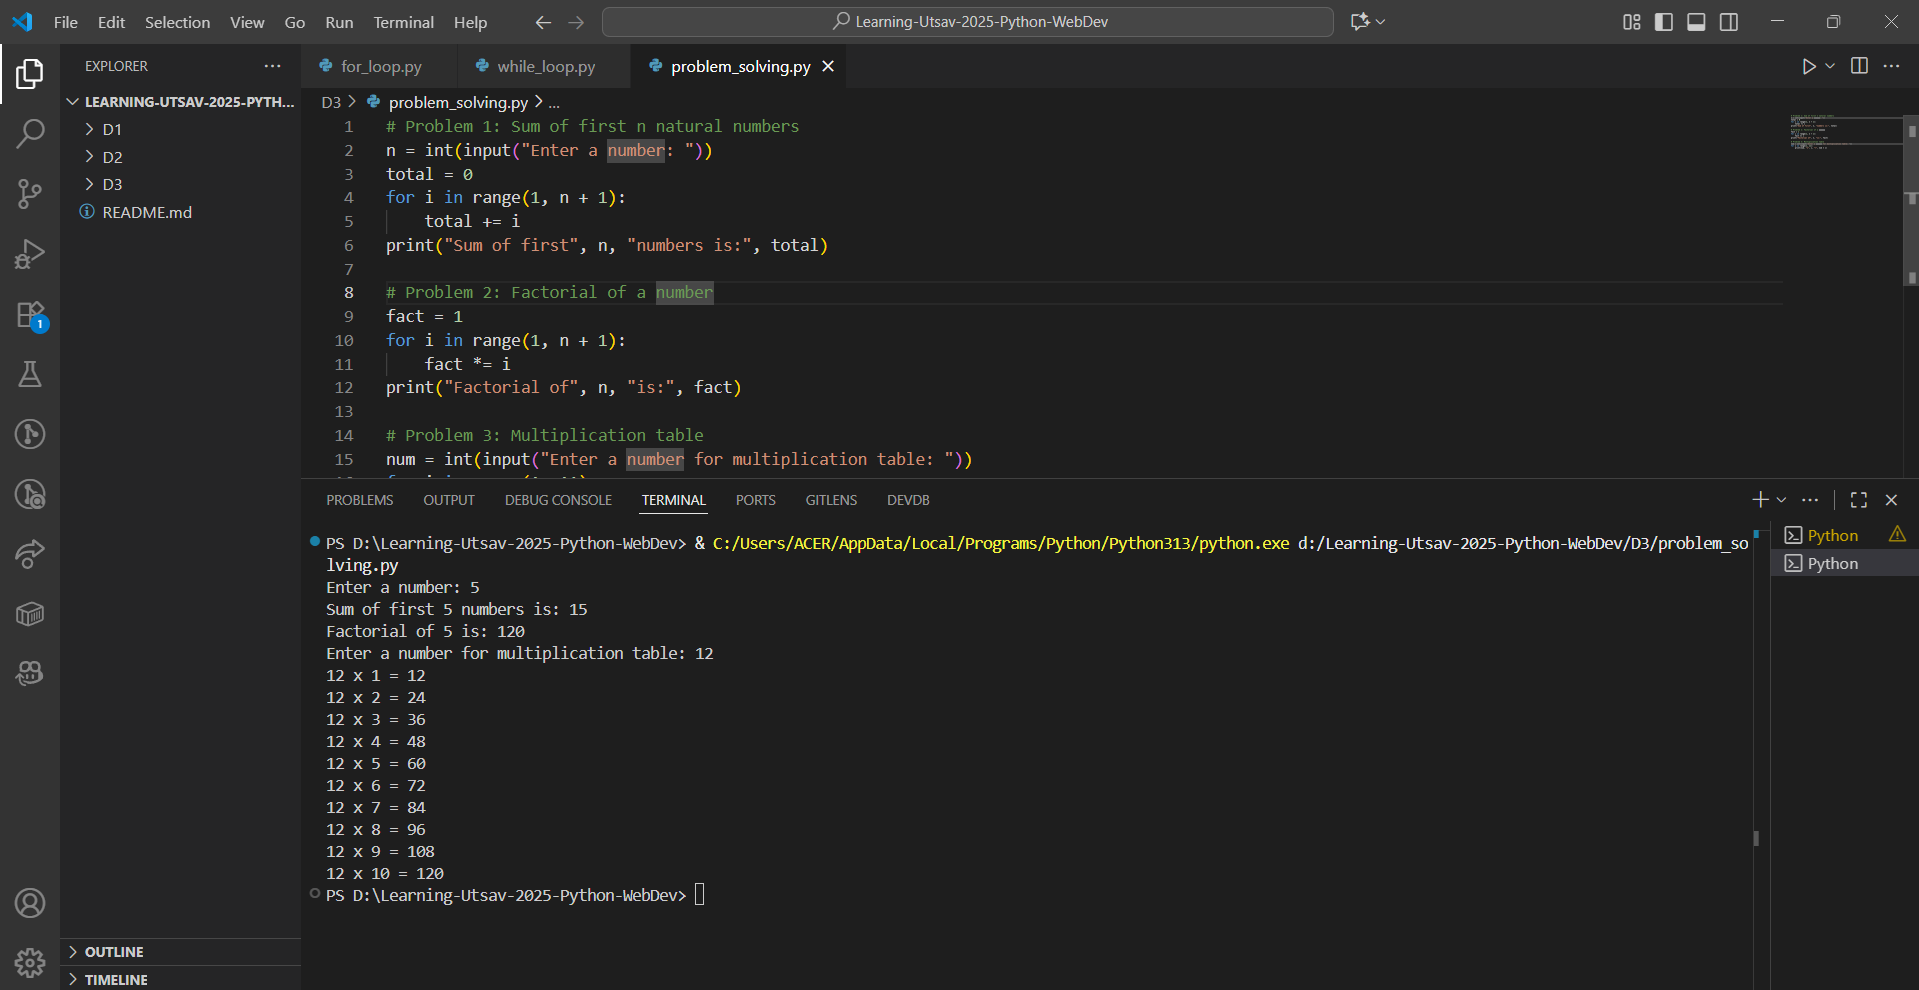 File Edit Selection View Go Run Terminal Help
Learning-Utsav-2025-Python-WebDev
EXPLORER
LEARNING-UTSAV-2025-PYTH...
D1
D2
D3
README.md
1
OUTLINE
TIMELINE
for_loop.py while_loop.py problem_solving.py
D3 > problem_solving.py > ...
1 # Problem 1: Sum of first n natural numbers
2 n = int(input("Enter a number: "))
3 total = 0
4 for i in range(1, n + 1):
5 total += i
6 print("Sum of first", n, "numbers is:", total)
7
8 # Problem 2: Factorial of a number
9 fact = 1
10 for i in range(1, n + 1):
11 fact *= i
12 print("Factorial of", n, "is:", fact)
13
14 # Problem 3: Multiplication table
15 num = int(input("Enter a number for multiplication table: "))
PROBLEMS OUTPUT DEBUG CONSOLE TERMINAL PORTS GITLENS DEVDB
PS D:\Learning-Utsav-2025-Python-WebDev> & C:/Users/ACER/AppData/Local/Programs/Python/Python313/python.exe d:/Learning-Utsav-2025-Python-WebDev/D3/problem_so
lving.py
Enter a number: 5
Sum of first 5 numbers is: 15
Factorial of 5 is: 120
Enter a number for multiplication table: 12
12 x 1 = 12
12 x 2 = 24
12 x 3 = 36
12 x 4 = 48
12 x 5 = 60
12 x 6 = 72
12 x 7 = 84
12 x 8 = 96
12 x 9 = 108
12 x 10 = 120
PS D:\Learning-Utsav-2025-Python-WebDev>
Python
Python